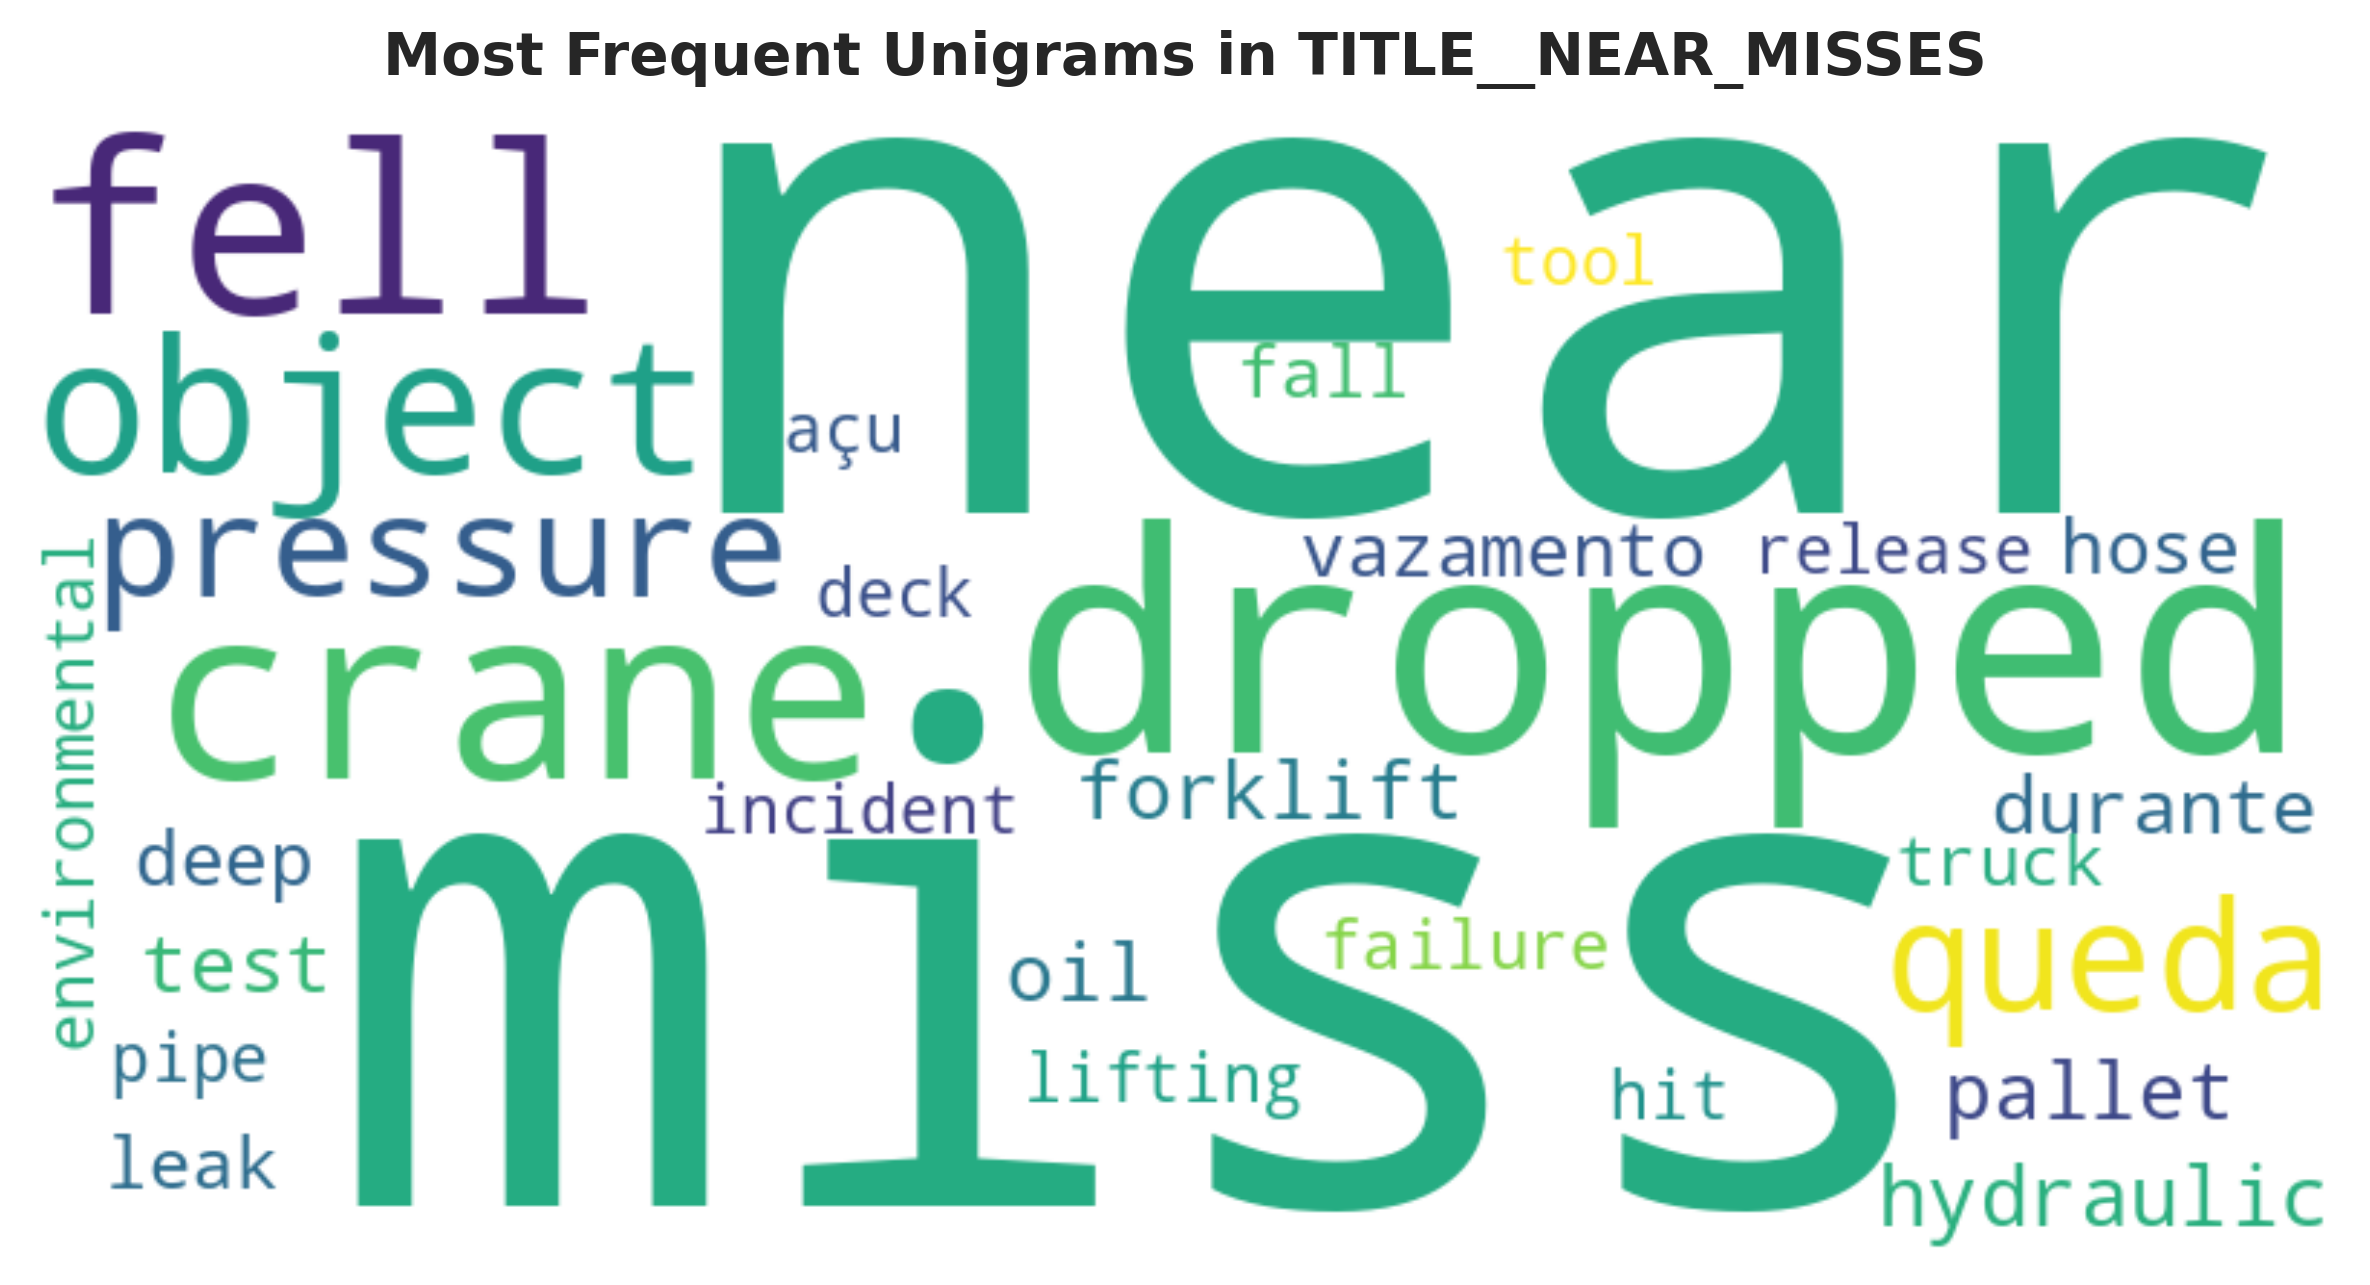 Most Frequent Unigrams in TITLE__NEAR_MISSES
fell
near
tool
object
fall
açu
pressure
vazamento
release
hose
deck
environmental
crane
dropped
incident
forklift
durante
deep
miss
truck
test
oil
failure
queda
pipe
lifting
hit
pallet
leak
hydraulic